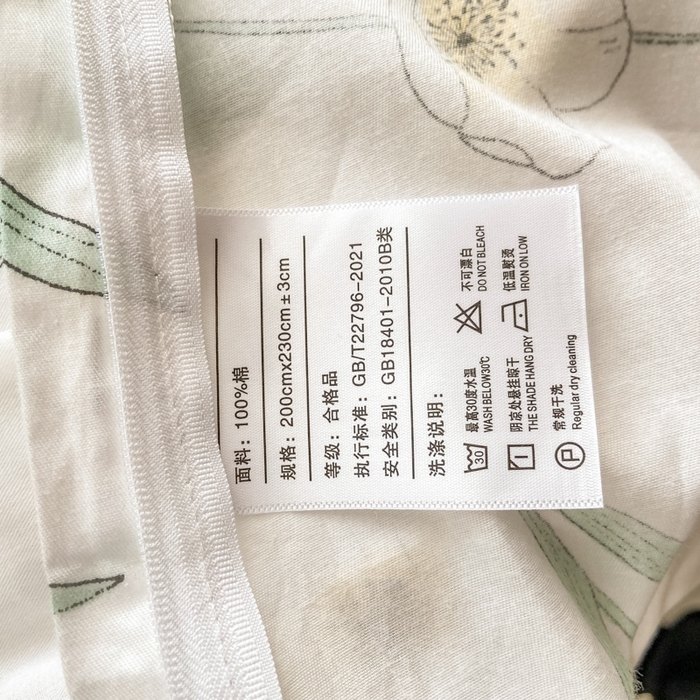 面料：100%棉
规格：200cmx230cm±3cm
等级：合格品
执行标准：GB/T22796-2021
安全类别：GB18401-2010B类
洗涤说明：
最高30度水温
WASH BELOW30℃
30
不可漂白
DO NOT BLEACH
阴凉处悬挂晾干
THE SHADE HANG DRY
低温熨烫
IRON ON LOW
常规干洗
Regular dry cleaning
P